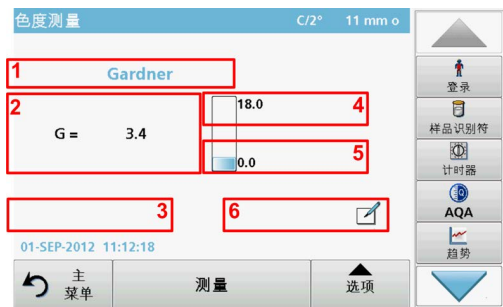 色度测量 C/2° 11 mm o
1 Gardner
2
G = 3.4
18.0 4
5
0.0
3
6
01-SEP-2012 11:12:18
主
菜单
测量
选项
登录
样品识别符
计时器
AQA
趋势